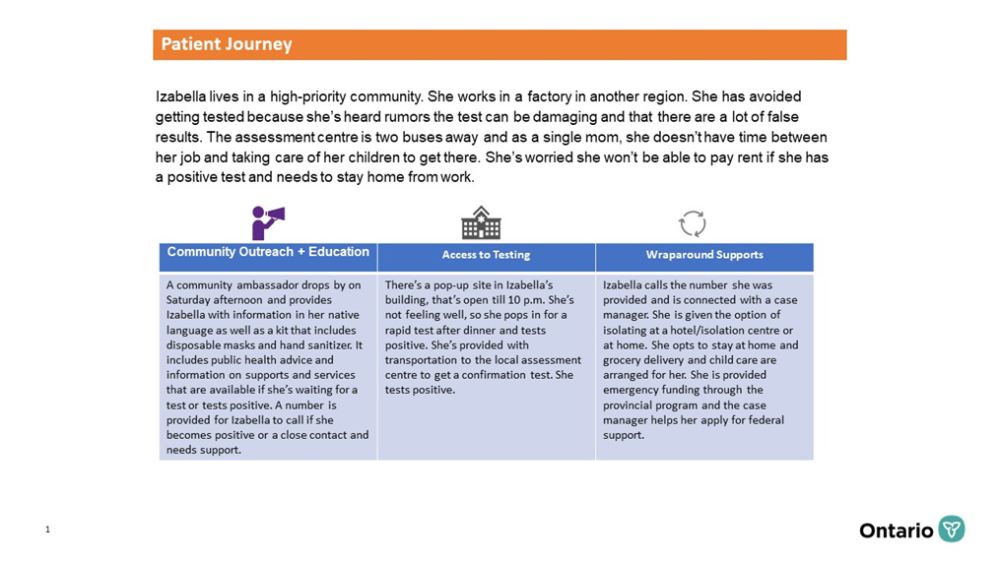 Patient Journey
Izabella lives in a high-priority community. She works in a factory in another region. She has avoided
getting tested because she's heard rumors the test can be damaging and that there are a lot of false
results. The assessment centre is two buses away and as a single mom, she doesn't have time between
her job and taking care of her children to get there. She's worried she won't be able to pay rent if she has
a positive test and needs to stay home from work.
Community Outreach + Education
A community ambassador drops by on
Saturday afternoon and provides
Izabella with information in her native
language as well as a kit that includes
disposable masks and hand sanitizer. It
includes public health advice and
information on supports and services
that are available if she's waiting for a
test or tests positive. A number is
provided for Izabella to call if she
becomes positive or a close contact and
needs support.
Access to Testing
There's a pop-up site in Izabella's
building, that's open till 10 p.m. She's
not feeling well, so she pops in for a
rapid test after dinner and tests
positive. She's provided with
transportation to the local assessment
centre to get a confirmation test. She
tests positive.
Wraparound Supports
Izabella calls the number she was
provided and is connected with a case
manager. She is given the option of
isolating at a hotel/isolation centre or
at home. She opts to stay at home and
grocery delivery and child care are
arranged for her. She is provided
emergency funding through the
provincial program and the case
manager helps her apply for federal
support.
1
Ontario